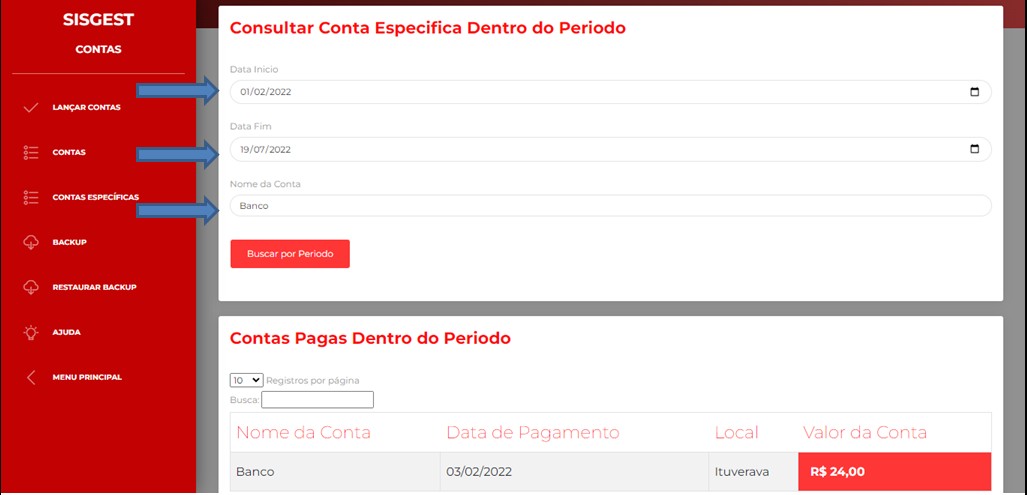 SISGEST
CONTAS
LANÇAR CONTAS
CONTAS
CONTAS ESPECÍFICAS
BACKUP
RESTAURAR BACKUP
AJUDA
MENU PRINCIPAL
Consultar Conta Especifica Dentro do Periodo
Data Inicio
01/02/2022
Data Fim
19/07/2022
Nome da Conta
Banco
Buscar por Periodo
Contas Pagas Dentro do Periodo
10 Registros por página
Busca:
Nome da Conta Data de Pagamento Local Valor da Conta
Banco 03/02/2022 Ituverava R$ 24,00